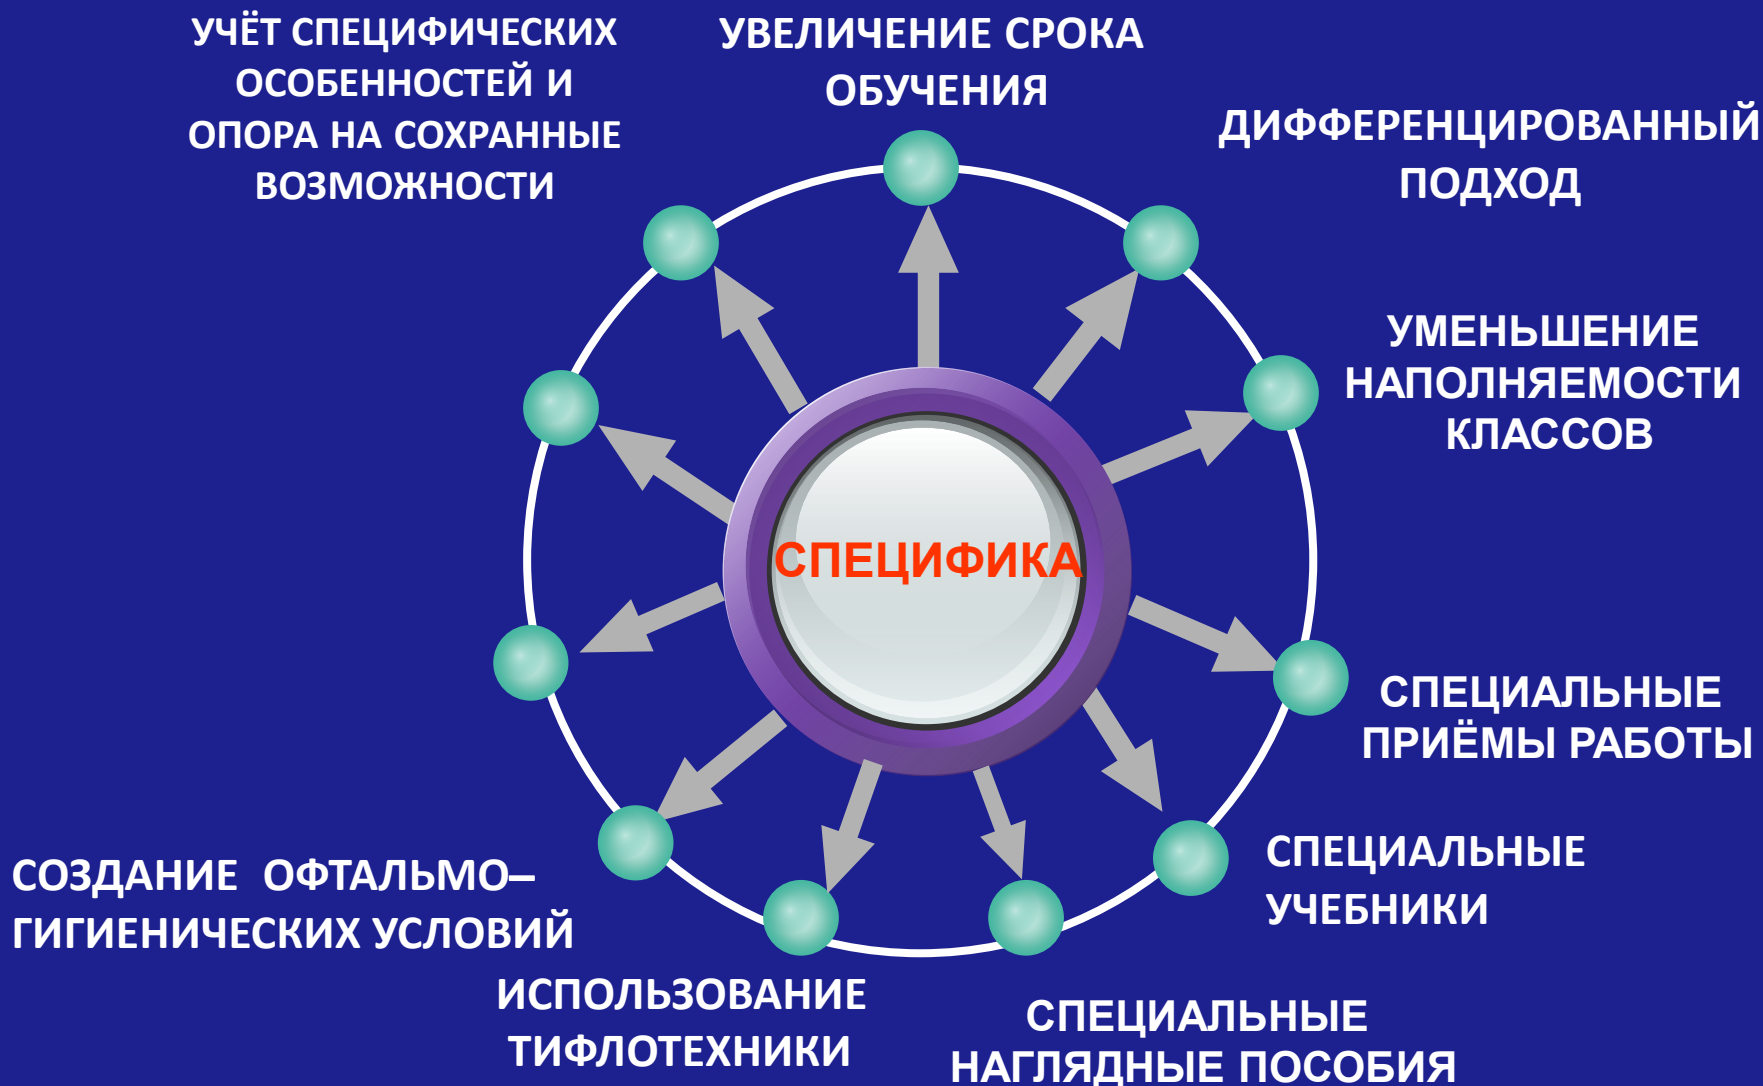 УЧЁТ СПЕЦИФИЧЕСКИХ
ОСОБЕННОСТЕЙ И
ОПОРА НА СОХРАННЫЕ
ВОЗМОЖНОСТИ
УВЕЛИЧЕНИЕ СРОКА
ОБУЧЕНИЯ
ДИФФЕРЕНЦИРОВАННЫЙ
ПОДХОД
УМЕНЬШЕНИЕ
НАПОЛНЯЕМОСТИ
КЛАССОВ
СПЕЦИФИКА
СПЕЦИАЛЬНЫЕ
ПРИЁМЫ РАБОТЫ
СПЕЦИАЛЬНЫЕ
УЧЕБНИКИ
СОЗДАНИЕ ОФТАЛЬМО–
ГИГИЕНИЧЕСКИХ УСЛОВИЙ
ИСПОЛЬЗОВАНИЕ
ТИФЛОТЕХНИКИ
СПЕЦИАЛЬНЫЕ
НАГЛЯДНЫЕ ПОСОБИЯ